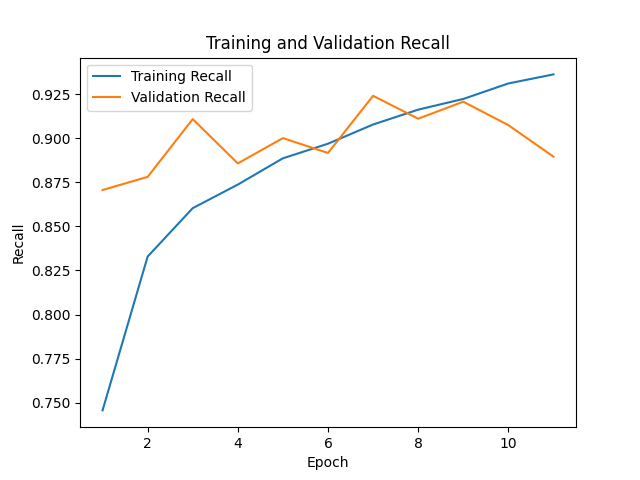 Training and Validation Recall
Training Recall
Validation Recall
Recall
0.925
0.900
0.875
0.850
0.825
0.800
0.775
0.750
2 4 6 8 10
Epoch